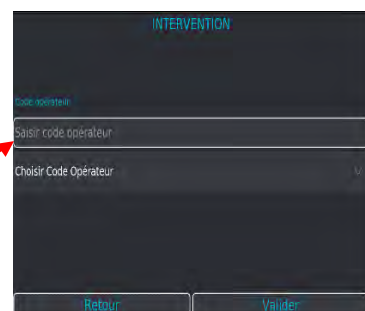 INTERVENTION
Code opérateur
Saisir code opérateur
Choisir Code Opérateur
Retour
Valider